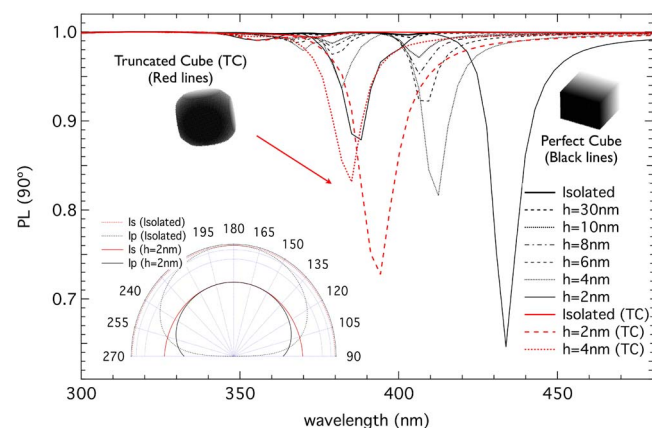 1.0
0.9
0.8
0.7
PL (90°)
300
350
400
450
wavelength (nm)
Truncated Cube (TC)
(Red lines)
Perfect Cube
(Black lines)
Is (Isolated)
Ip (Isolated)
Is (h=2nm)
Ip (h=2nm)
195
180
165
150
135
120
105
90
240
255
270
Isolated
h=30nm
h=10nm
h=8nm
h=6nm
h=4nm
h=2nm
Isolated (TC)
h=2nm (TC)
h=4nm (TC)